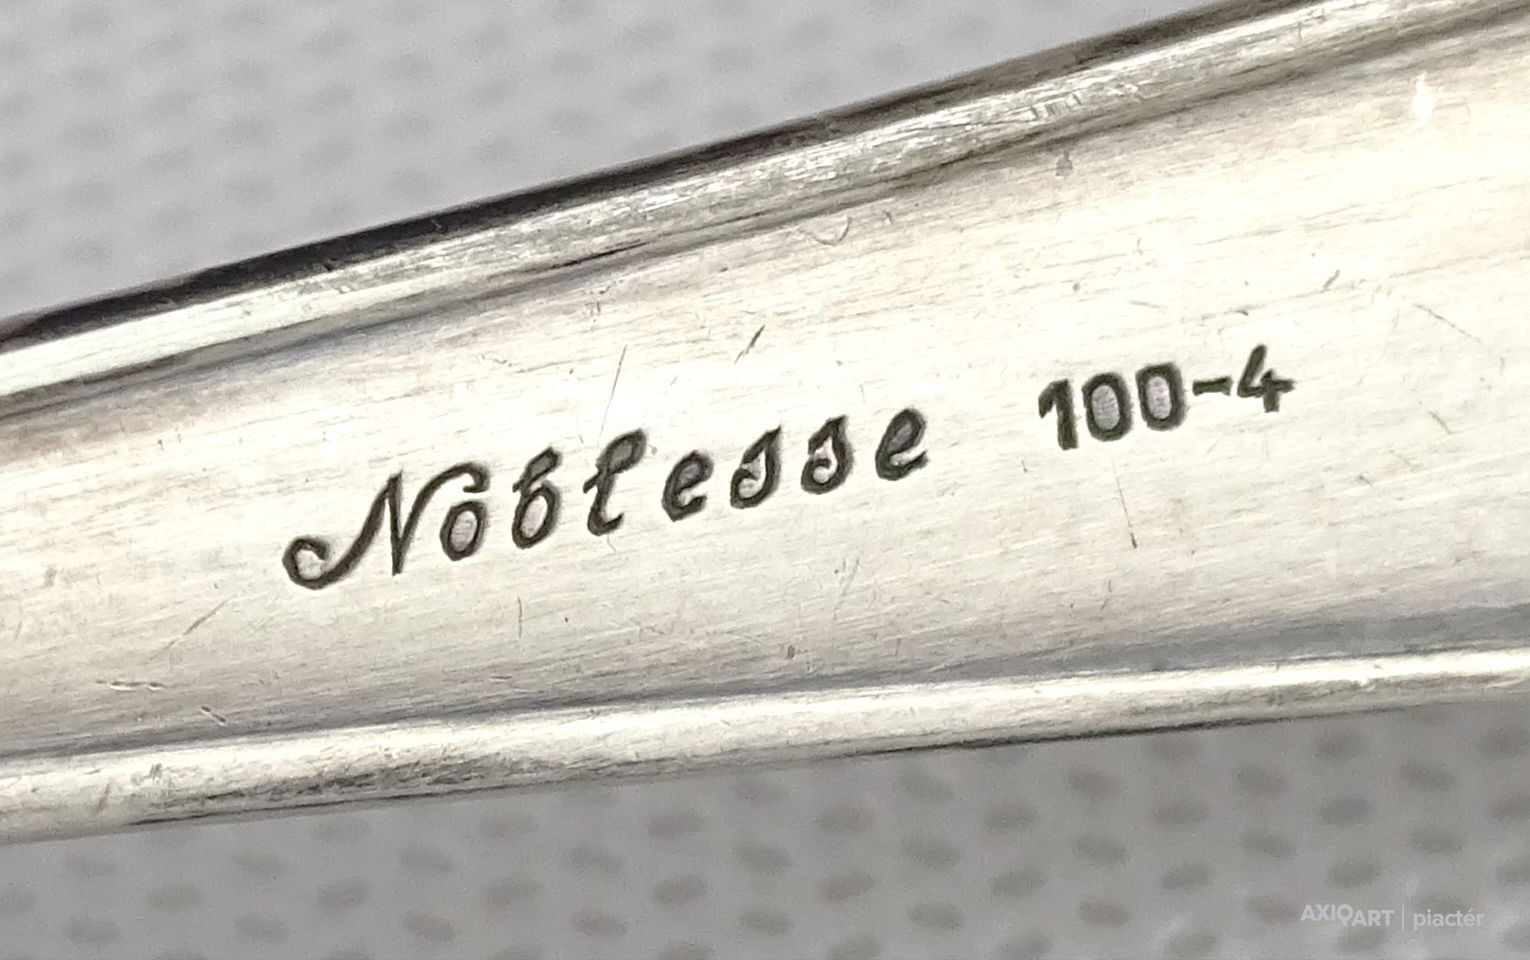 Noblesse 100-4
AXIOART | piactér